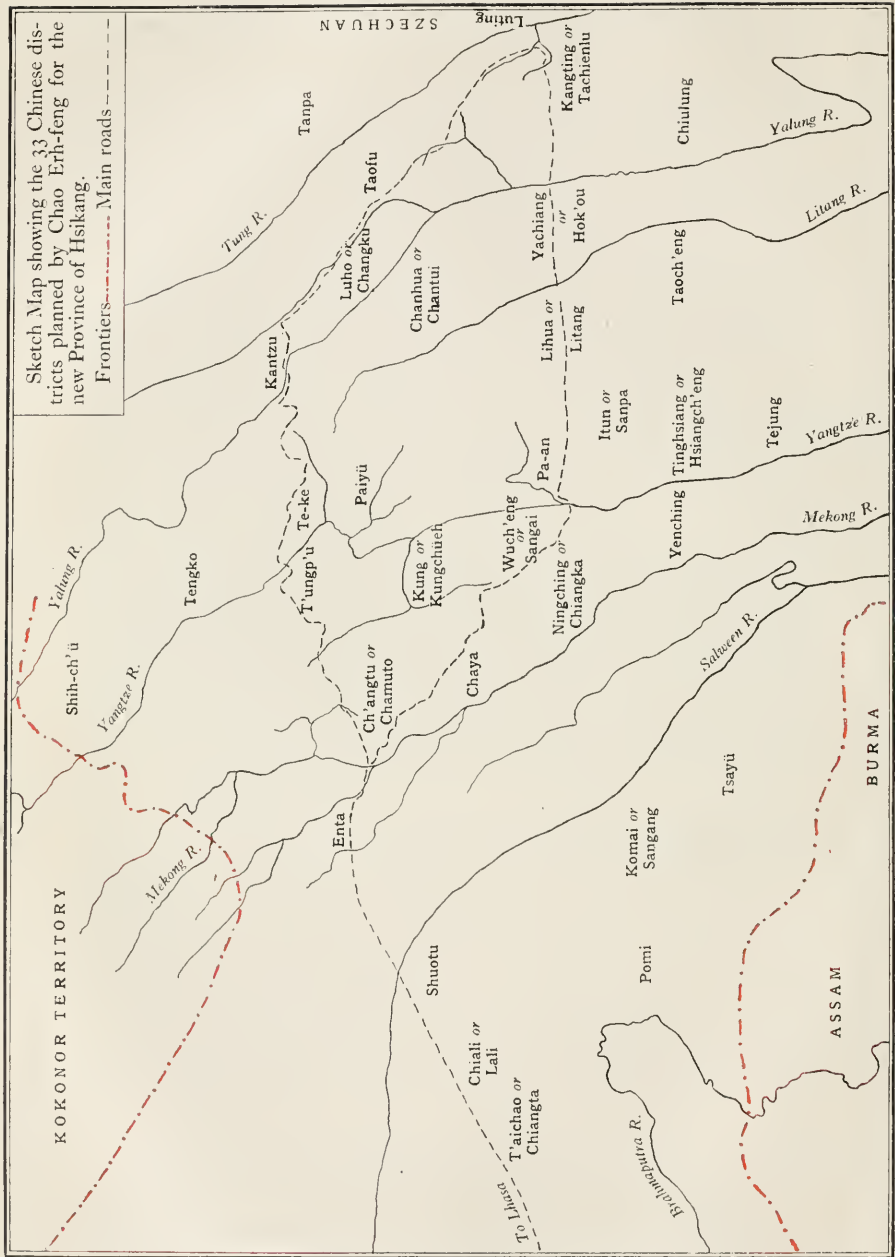 Sketch Map showing the 33 Chinese dis-
tricts planned by Chao Erh-feng for the
new Province of Hsikang.
Frontiers Main roads
KOKONOR TERRITORY
SZECHUAN
Luting
Tanpa
Tung R.
Kangting or
Tachienlu
Chiulung
Yalung R.
Taofu
Luho or
Changku
Chanhua or
Chantui
Yachiang
or
Hok'ou
Litang R.
Taoch'eng
Kantzu
Lihua or
Litang
Itun or
Sanpa
Tinghsiang or
Hsiangch'eng
Tejung
Yangtze R.
Yalung R.
Tengko
Te-ke
Paiyü
Pa-an
Shih-ch'ü
Yangtze R.
T'ungp'u
Kung or
Kungchüeh
Wuch'eng
or
Sangai
Ningching or
Chiangka
Yenching
Mekong R.
Ch'angtu or
Chamuto
Chaya
Salween R.
Mekong R.
Enta
Shuotu
Komai or
Sangang
Tsayü
BURMA
Pomi
ASSAM
Chiali or
Lali
T'aichao or
Chiangta
To Lhasa
Brahmaputra R.